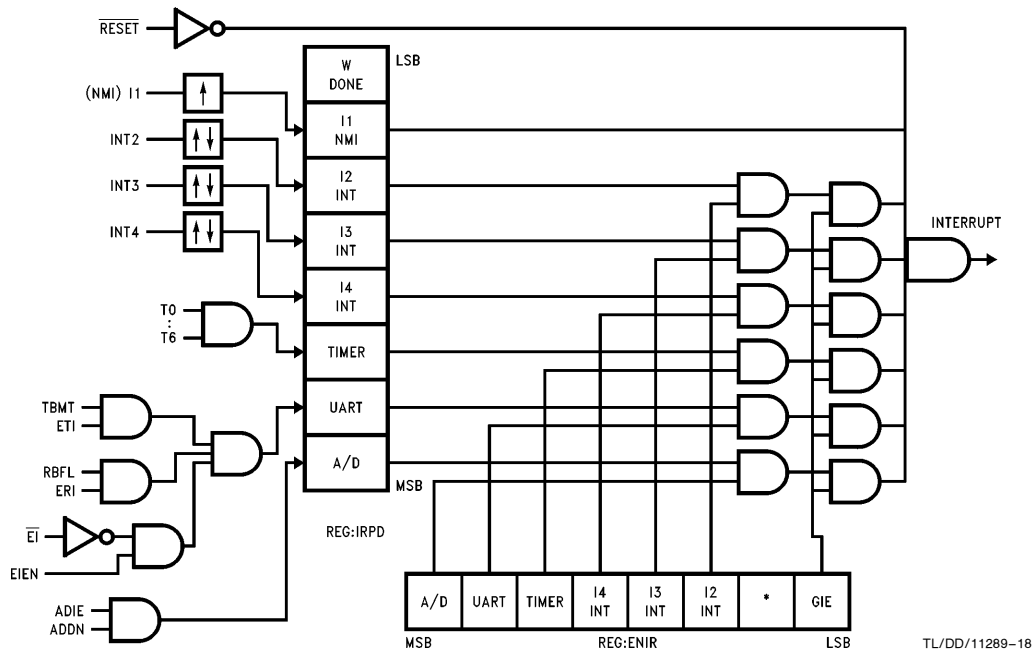 RESET
LSB
W
DONE
(NMI) I1
I1
NMI
INT2
I2
INT
INT3
I3
INT
INT4
INTERRUPT
I4
INT
T0
:
T6
TIMER
TBMT
ETI
UART
RBFL
ERI
A/D
MSB
EI
REG:IRPD
EIEN
A/D
UART
TIMER
I4
INT
I3
INT
I2
INT
*
GIE
ADIE
ADDN
MSB
REG:ENIR
LSB
TL/DD/11289–18